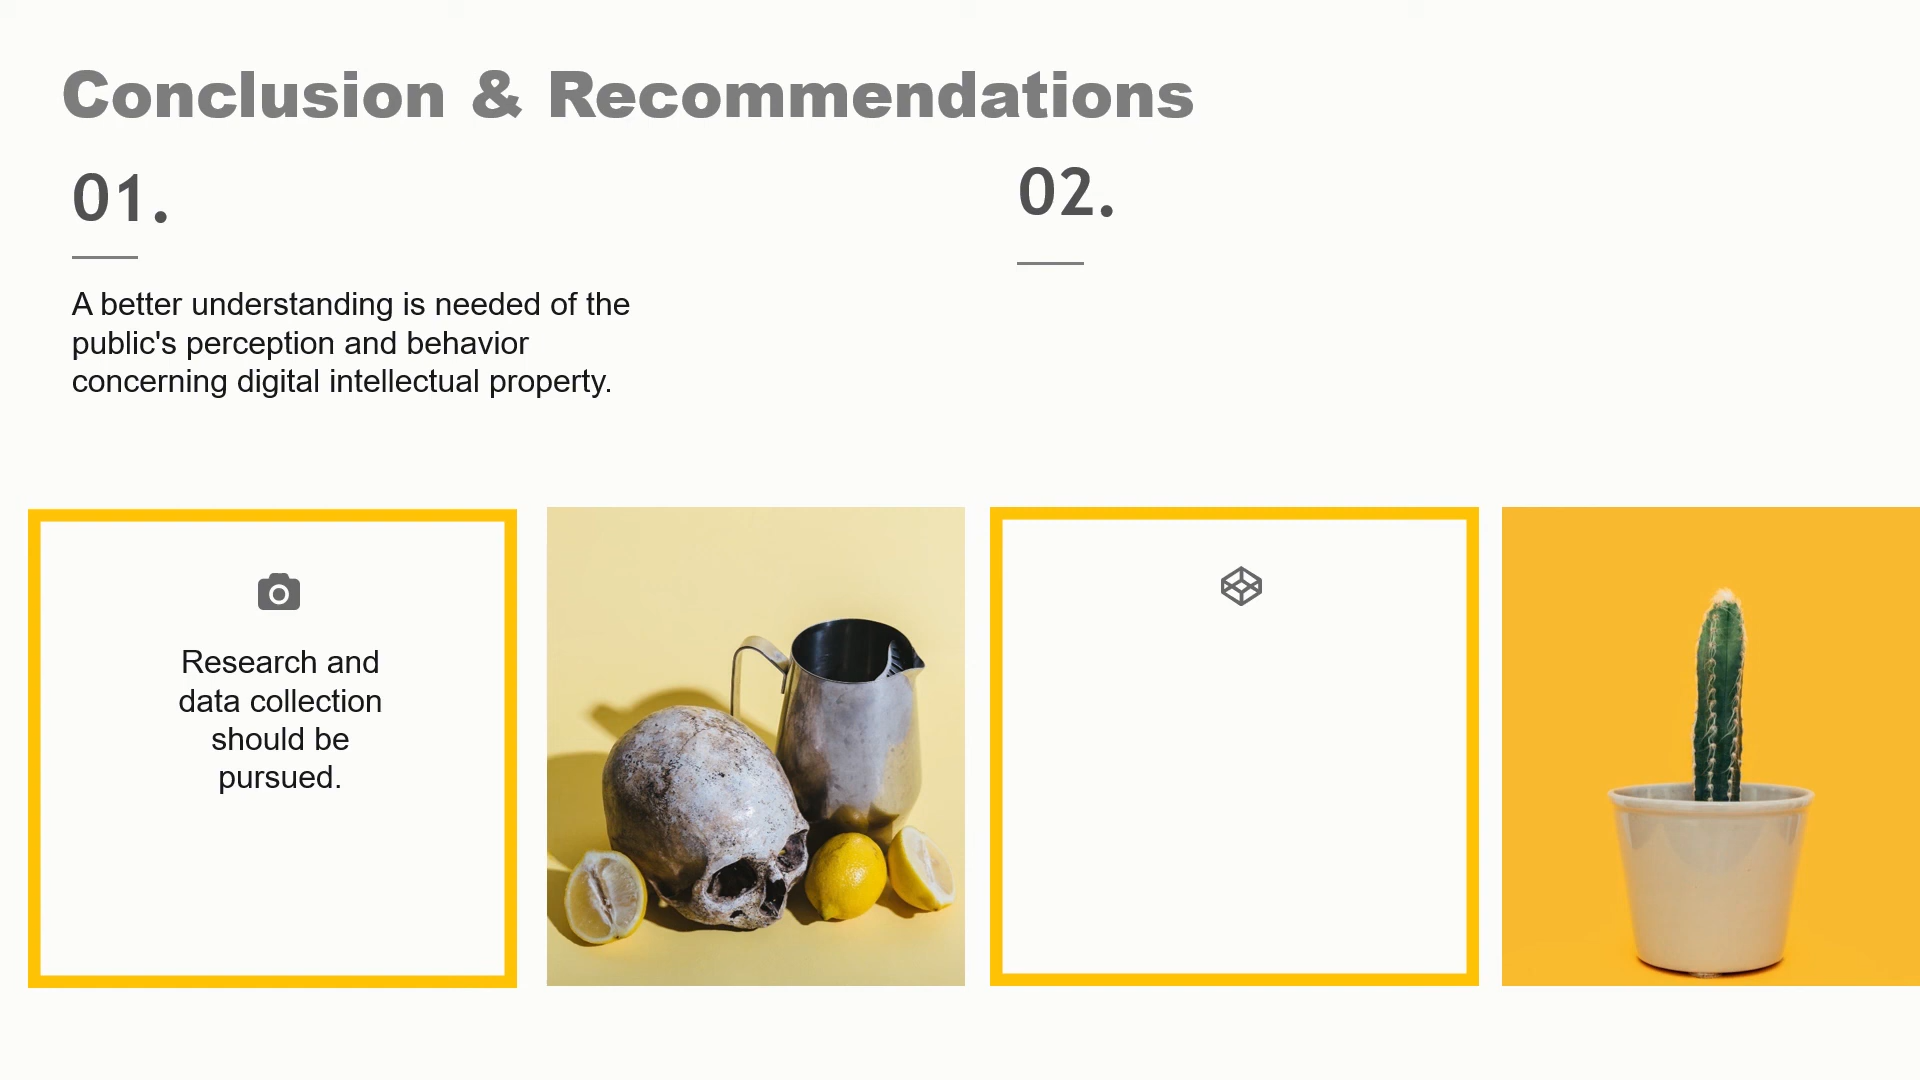 Conclusion & Recommendations
01.
A better understanding is needed of the
public's perception and behavior
concerning digital intellectual property.
Research and
data collection
should be
pursued.
02.